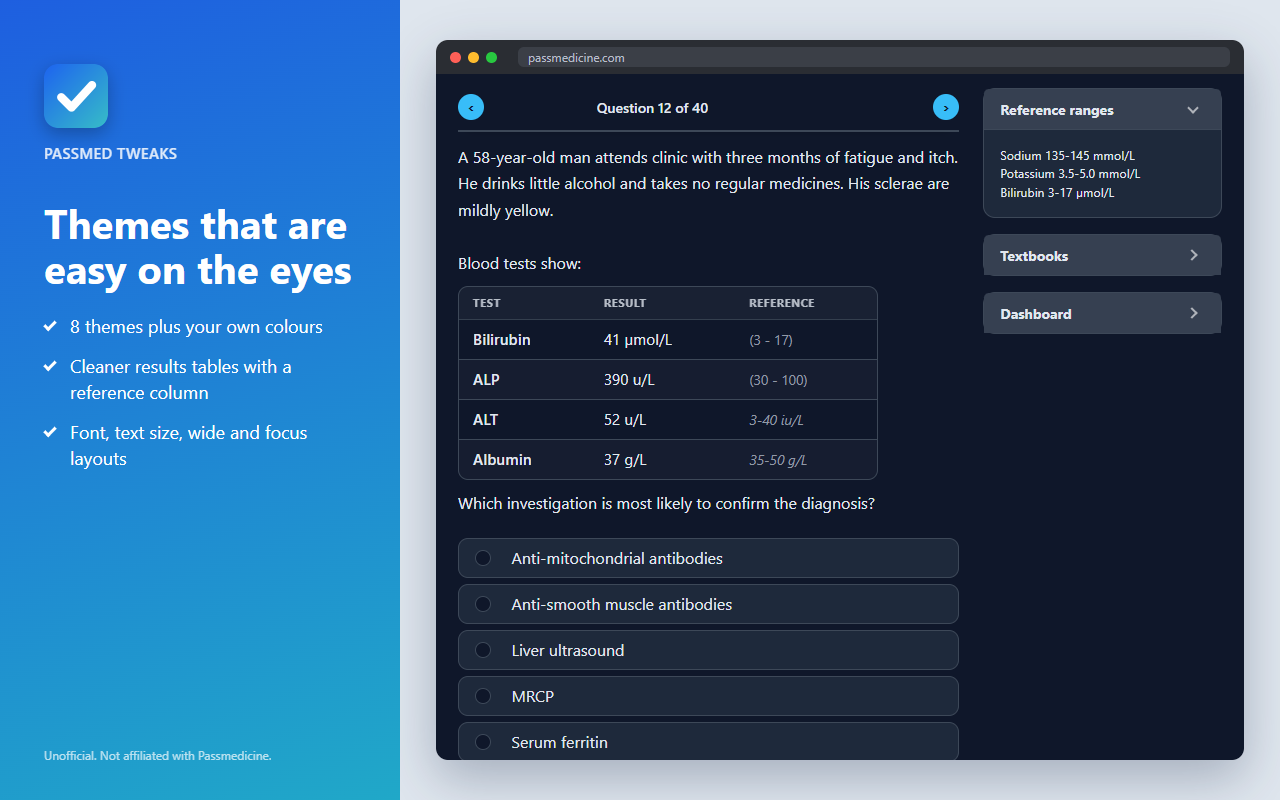 PASSMED TWEAKS
Themes that are
easy on the eyes
8 themes plus your own colours
Cleaner results tables with a
reference column
Font, text size, wide and focus
layouts
Unofficial. Not affiliated with Passmedicine.
passmedicine.com
‹ Question 12 of 40 ›
A 58-year-old man attends clinic with three months of fatigue and itch.
He drinks little alcohol and takes no regular medicines. His sclerae are
mildly yellow.
Blood tests show:
TEST RESULT REFERENCE
Bilirubin 41 µmol/L (3 - 17)
ALP 390 u/L (30 - 100)
ALT 52 u/L 3-40 iu/L
Albumin 37 g/L 35-50 g/L
Which investigation is most likely to confirm the diagnosis?
Anti-mitochondrial antibodies
Anti-smooth muscle antibodies
Liver ultrasound
MRCP
Serum ferritin
Reference ranges
Sodium 135-145 mmol/L
Potassium 3.5-5.0 mmol/L
Bilirubin 3-17 µmol/L
Textbooks
Dashboard